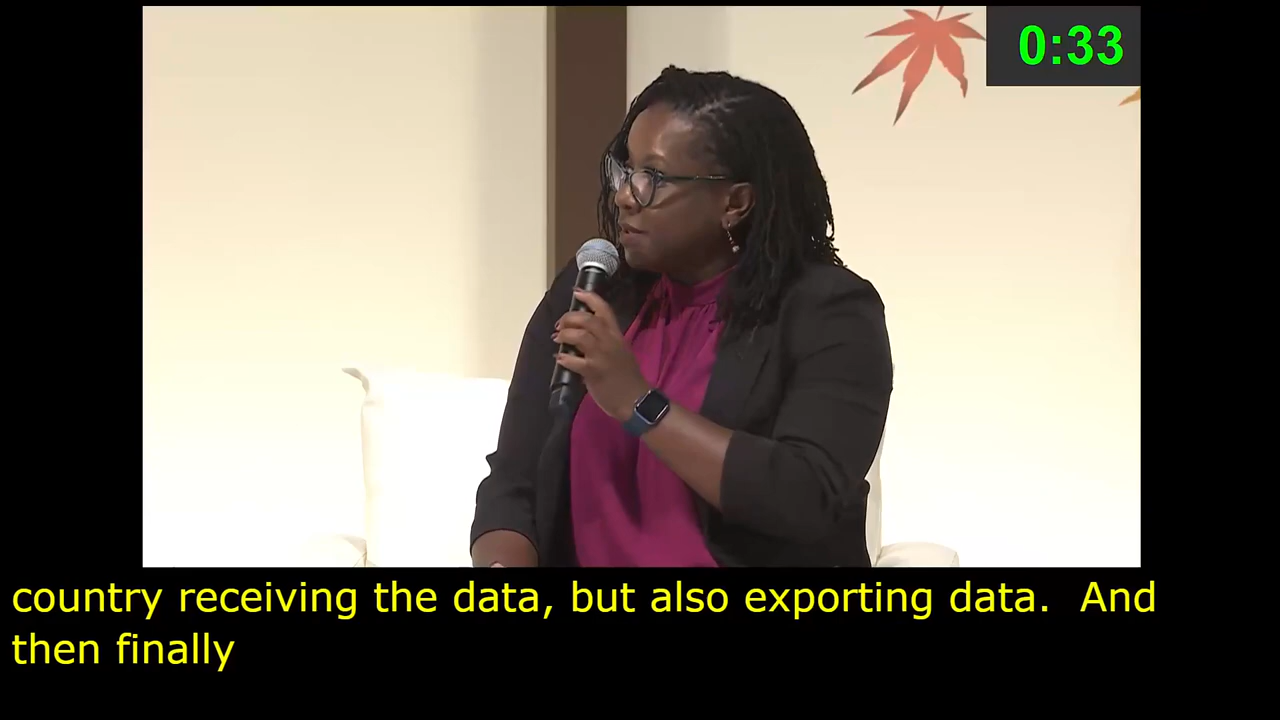 0:33
country receiving the data, but also exporting data.  And
then finally